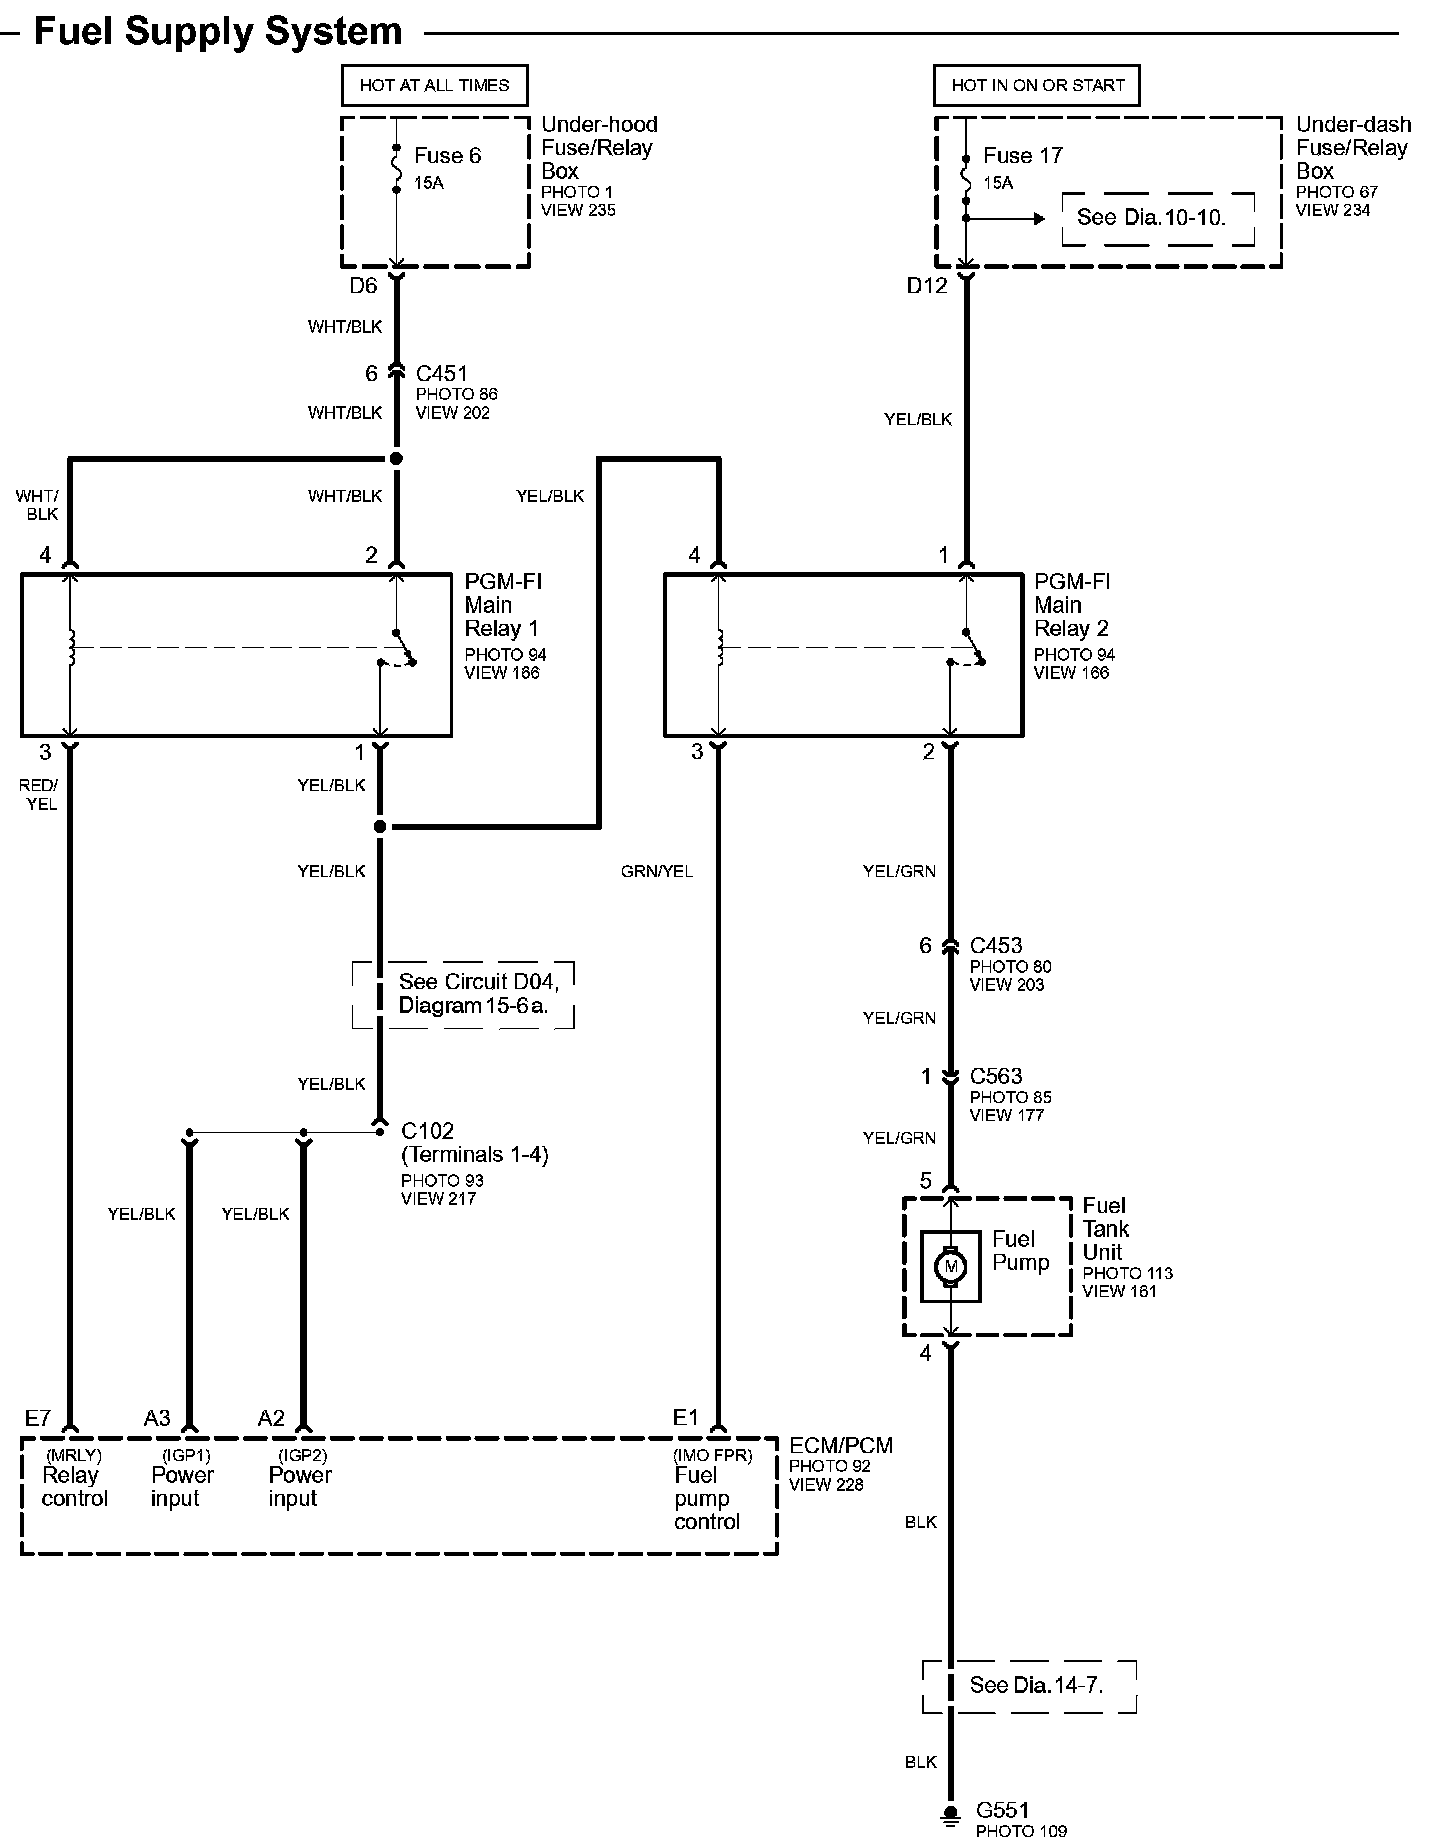 Fuel Supply System
HOT AT ALL TIMES
HOT IN ON OR START
Fuse 6
15A
Under-hood
Fuse/Relay
Box
PHOTO 1
VIEW 235
Fuse 17
15A
See Dia.10-10.
Under-dash
Fuse/Relay
Box
PHOTO 67
VIEW 234
D6
D12
WHT/BLK
6
C451
PHOTO 86
VIEW 202
WHT/BLK
YEL/BLK
WHT/
BLK
WHT/BLK
YEL/BLK
4
2
4
1
PGM-FI
Main
Relay 1
PHOTO 94
VIEW 166
PGM-FI
Main
Relay 2
PHOTO 94
VIEW 166
3
1
3
2
RED/
YEL
YEL/BLK
YEL/BLK
GRN/YEL
YEL/GRN
6
C453
PHOTO 80
VIEW 203
See Circuit D04,
Diagram 15-6a.
YEL/GRN
YEL/BLK
1
C563
PHOTO 85
VIEW 177
C102
(Terminals 1-4)
PHOTO 93
VIEW 217
YEL/GRN
5
YEL/BLK
YEL/BLK
Fuel
Pump
M
Fuel
Tank
Unit
PHOTO 113
VIEW 161
4
E7
A3
A2
E1
(MRLY)
Relay
control
(IGP1)
Power
input
(IGP2)
Power
input
(IMO FPR)
Fuel
pump
control
ECM/PCM
PHOTO 92
VIEW 228
BLK
See Dia.14-7.
BLK
G551
PHOTO 109